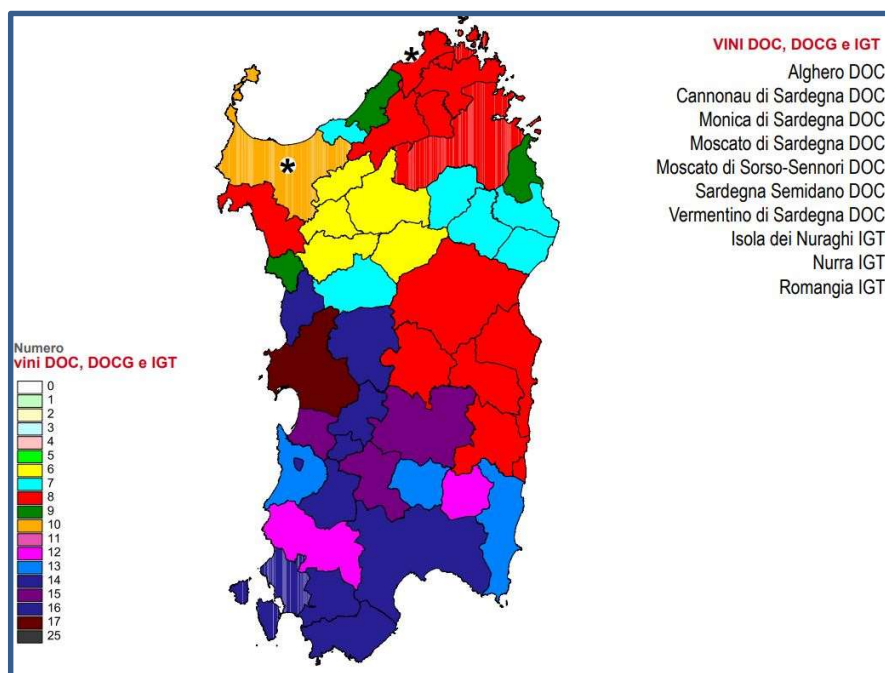 VINI DOC, DOCG e IGT
Alghero DOC
Cannonau di Sardegna DOC
Monica di Sardegna DOC
Moscato di Sardegna DOC
Moscato di Sorso-Sennori DOC
Sardegna Semidano DOC
Vermentino di Sardegna DOC
Isola dei Nuraghi IGT
Nurra IGT
Romangia IGT
*
*
Numero
vini DOC, DOCG e IGT
0
1
2
3
4
5
6
7
8
9
10
11
12
13
14
15
16
17
25